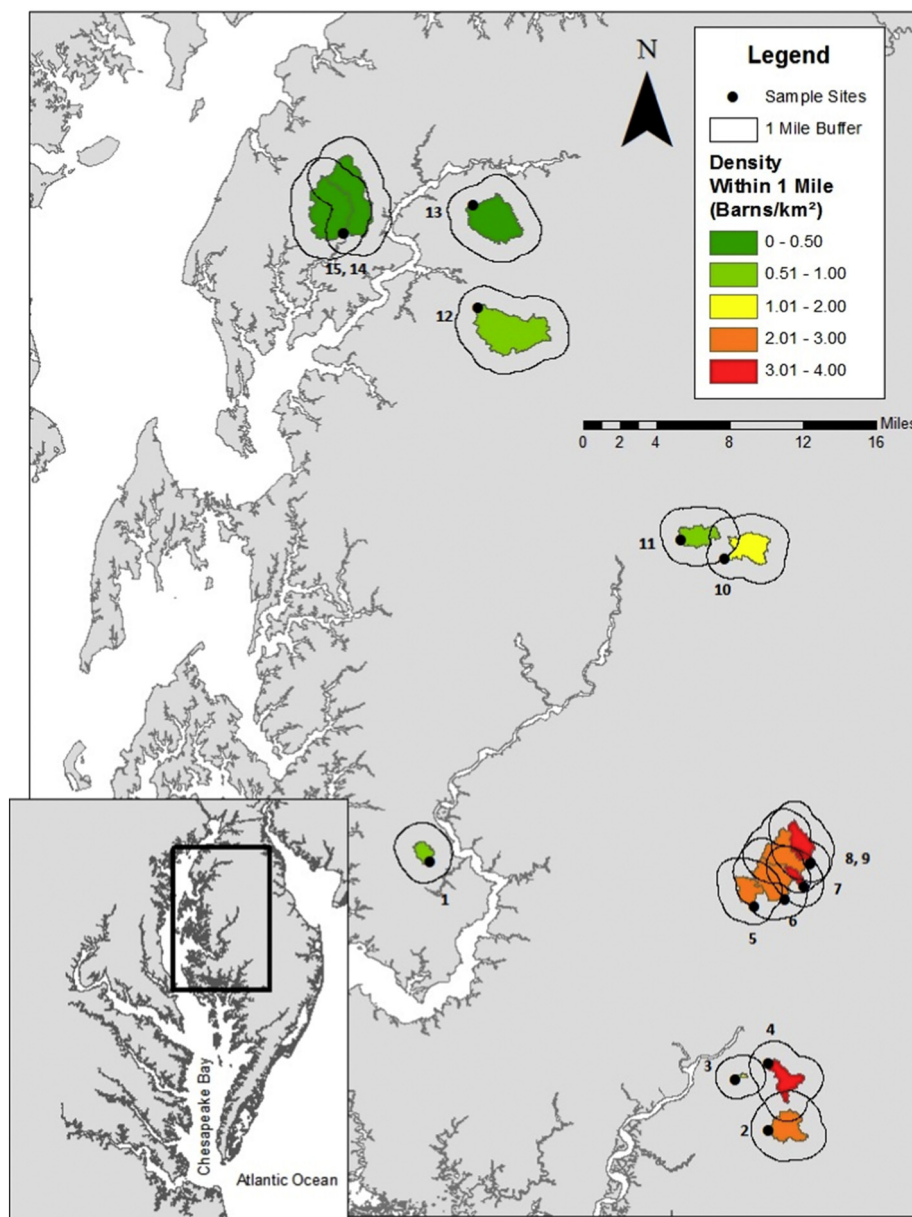 N
Legend
Sample Sites
1 Mile Buffer
Density
Within 1 Mile
(Barns/km²)
0 - 0.50
0.51 - 1.00
1.01 - 2.00
2.01 - 3.00
3.01 - 4.00
13
15, 14
12
Miles
0 2 4 8 12 16
11
10
1
8, 9
7
6
5
4
3
2
Chesapeake Bay
Atlantic Ocean